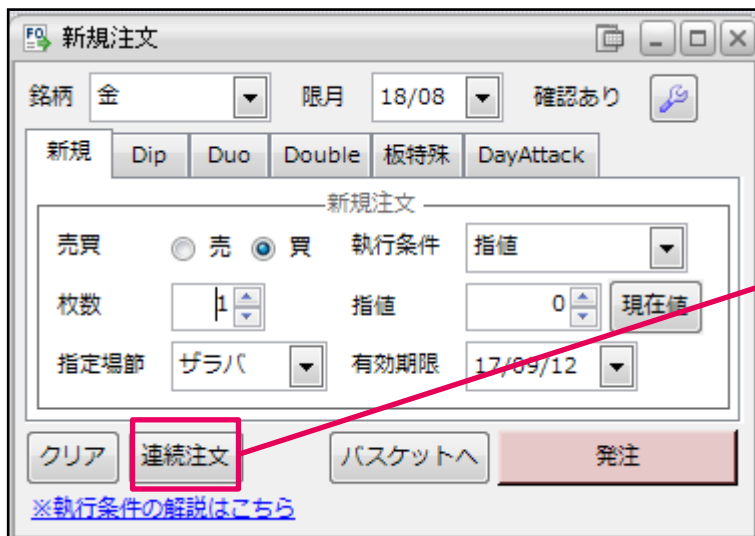 FO 新規注文
銘柄 金 限月 18/08 確認あり
新規 Dip Duo Double 板特殊 DayAttack
新規注文
売買 売 買 執行条件 指値
枚数 1 指値 0 現在値
指定場節 ザラバ 有効期限 17/09/12
クリア 連続注文 バスケットへ 発注
※執行条件の解説はこちら